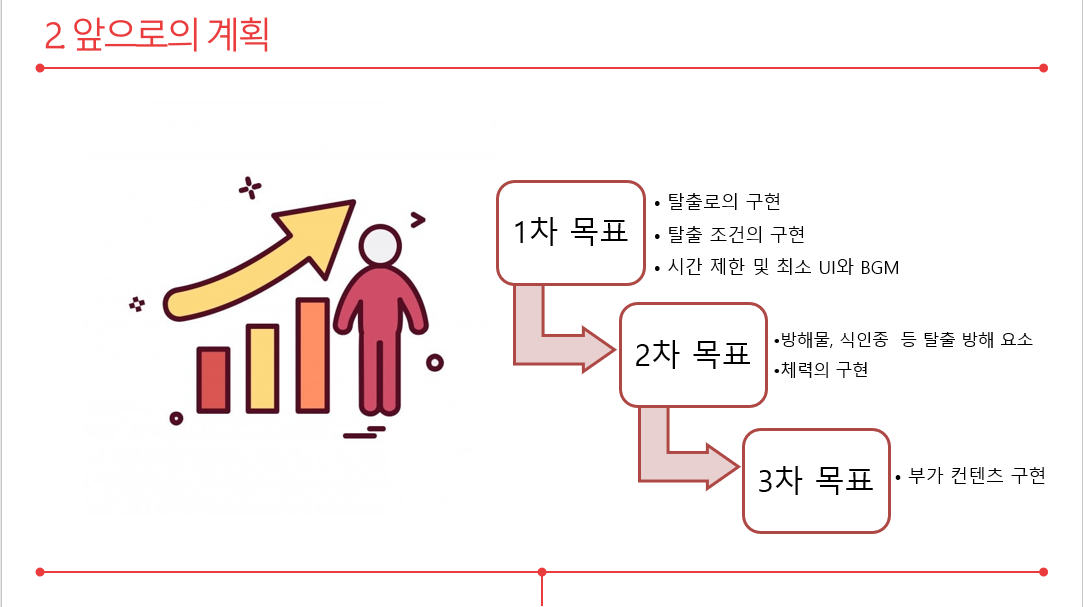 2. 앞으로의 계획
1차 목표
• 탈출로의 구현
• 탈출 조건의 구현
• 시간 제한 및 최소 UI와 BGM
2차 목표
•방해물, 식인종 등 탈출 방해 요소
•체력의 구현
3차 목표
• 부가 컨텐츠 구현